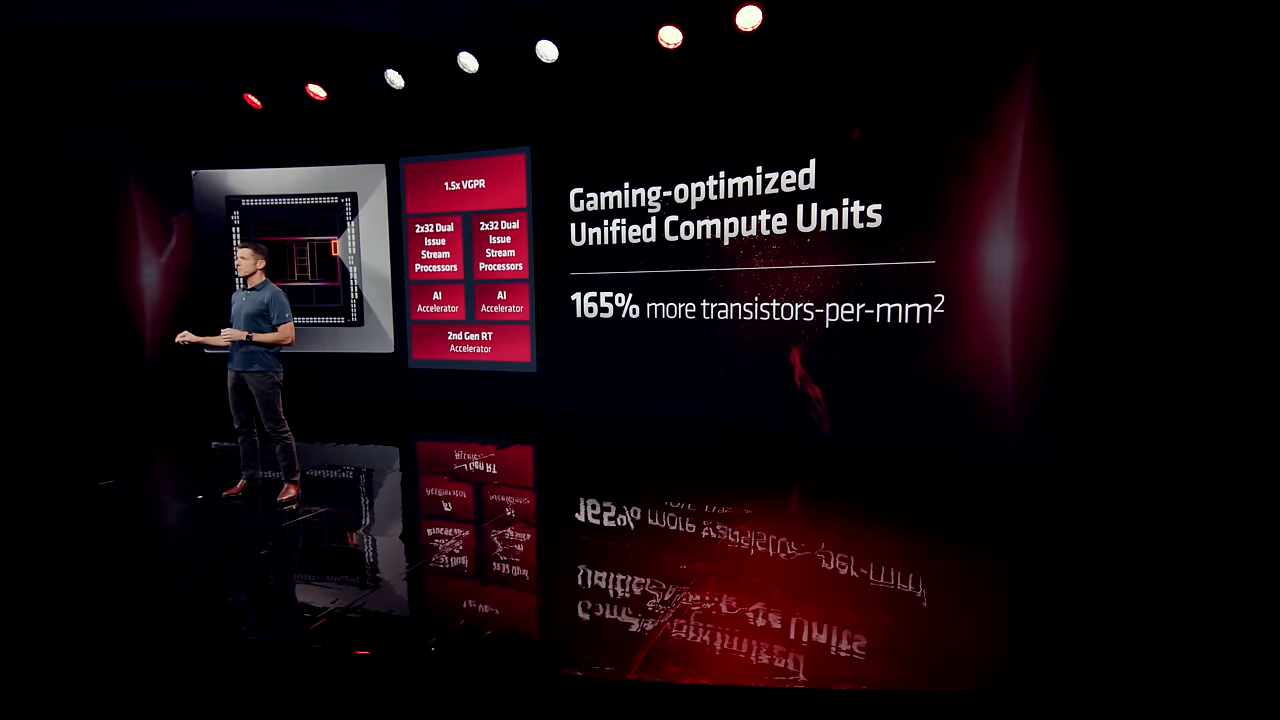 1.5x VGPR
2x32 Dual
Issue
Stream
Processors
2x32 Dual
Issue
Stream
Processors
AI
Accelerator
AI
Accelerator
2nd Gen RT
Accelerator
Gaming-optimized
Unified Compute Units
165% more transistors-per-mm²